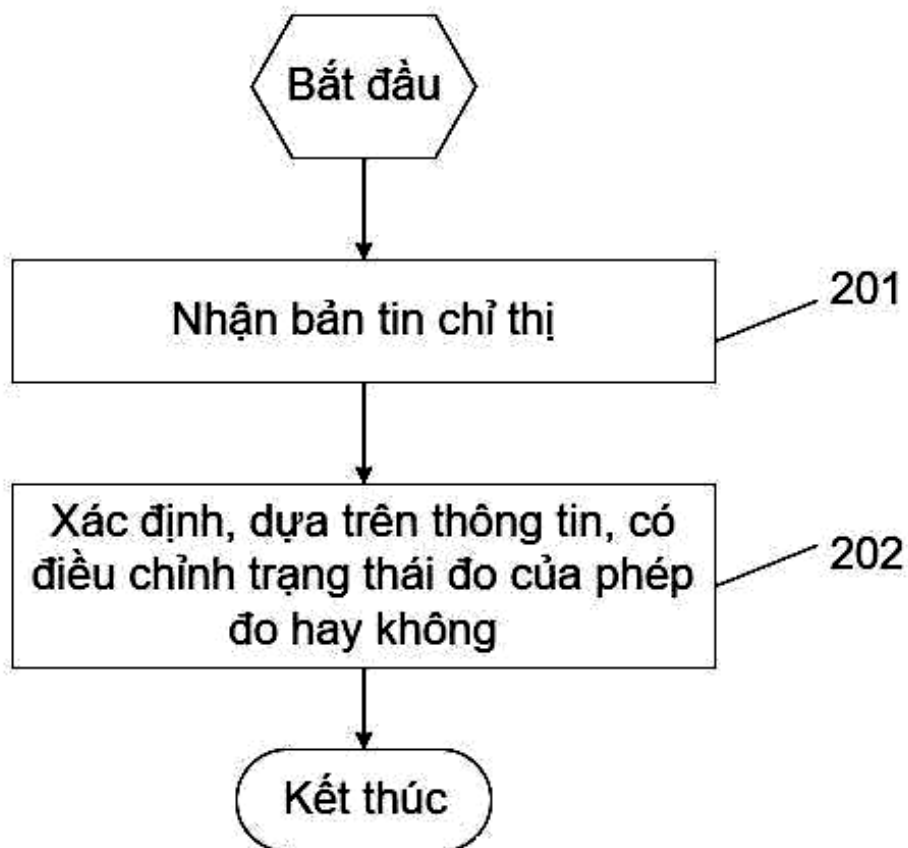 Bắt đầu
Nhận bản tin chỉ thị
201
Xác định, dựa trên thông tin, có
điều chỉnh trạng thái đo của phép
đo hay không
202
Kết thúc